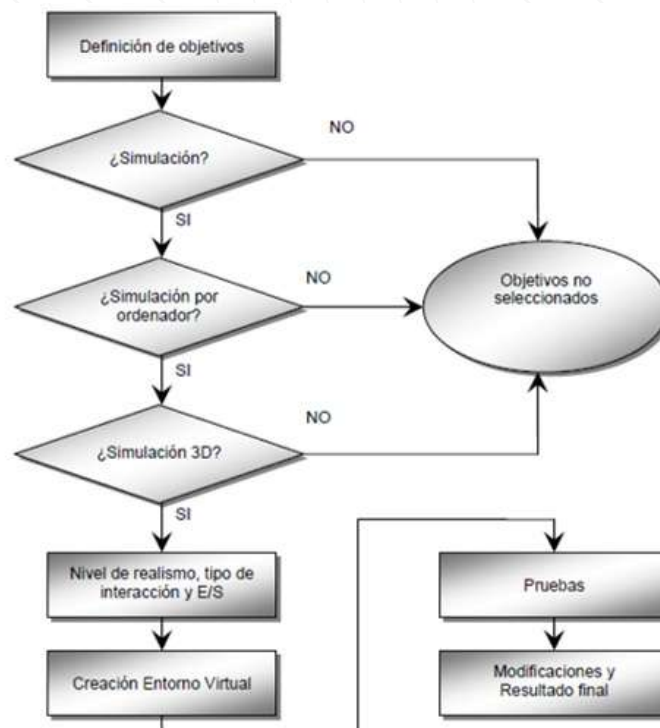 Definición de objetivos
NO
¿Simulación?
SI
NO
¿Simulación por
ordenador?
Objetivos no
seleccionados
SI
NO
¿Simulación 3D?
SI
Nivel de realismo, tipo de
interacción y E/S
Pruebas
Creación Entorno Virtual
Modificaciones y
Resultado final